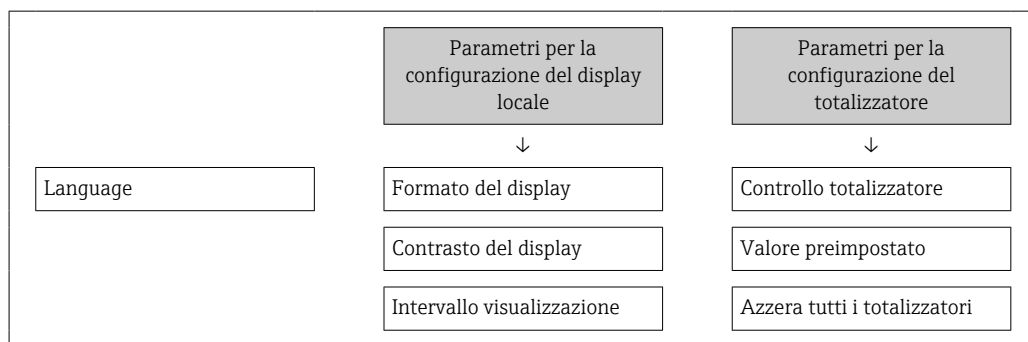 Parametri per la
configurazione del display
locale
Parametri per la
configurazione del
totalizzatore
↓
↓
Language
Formato del display
Controllo totalizzatore
Contrasto del display
Valore preimpostato
Intervallo visualizzazione
Azzera tutti i totalizzatori